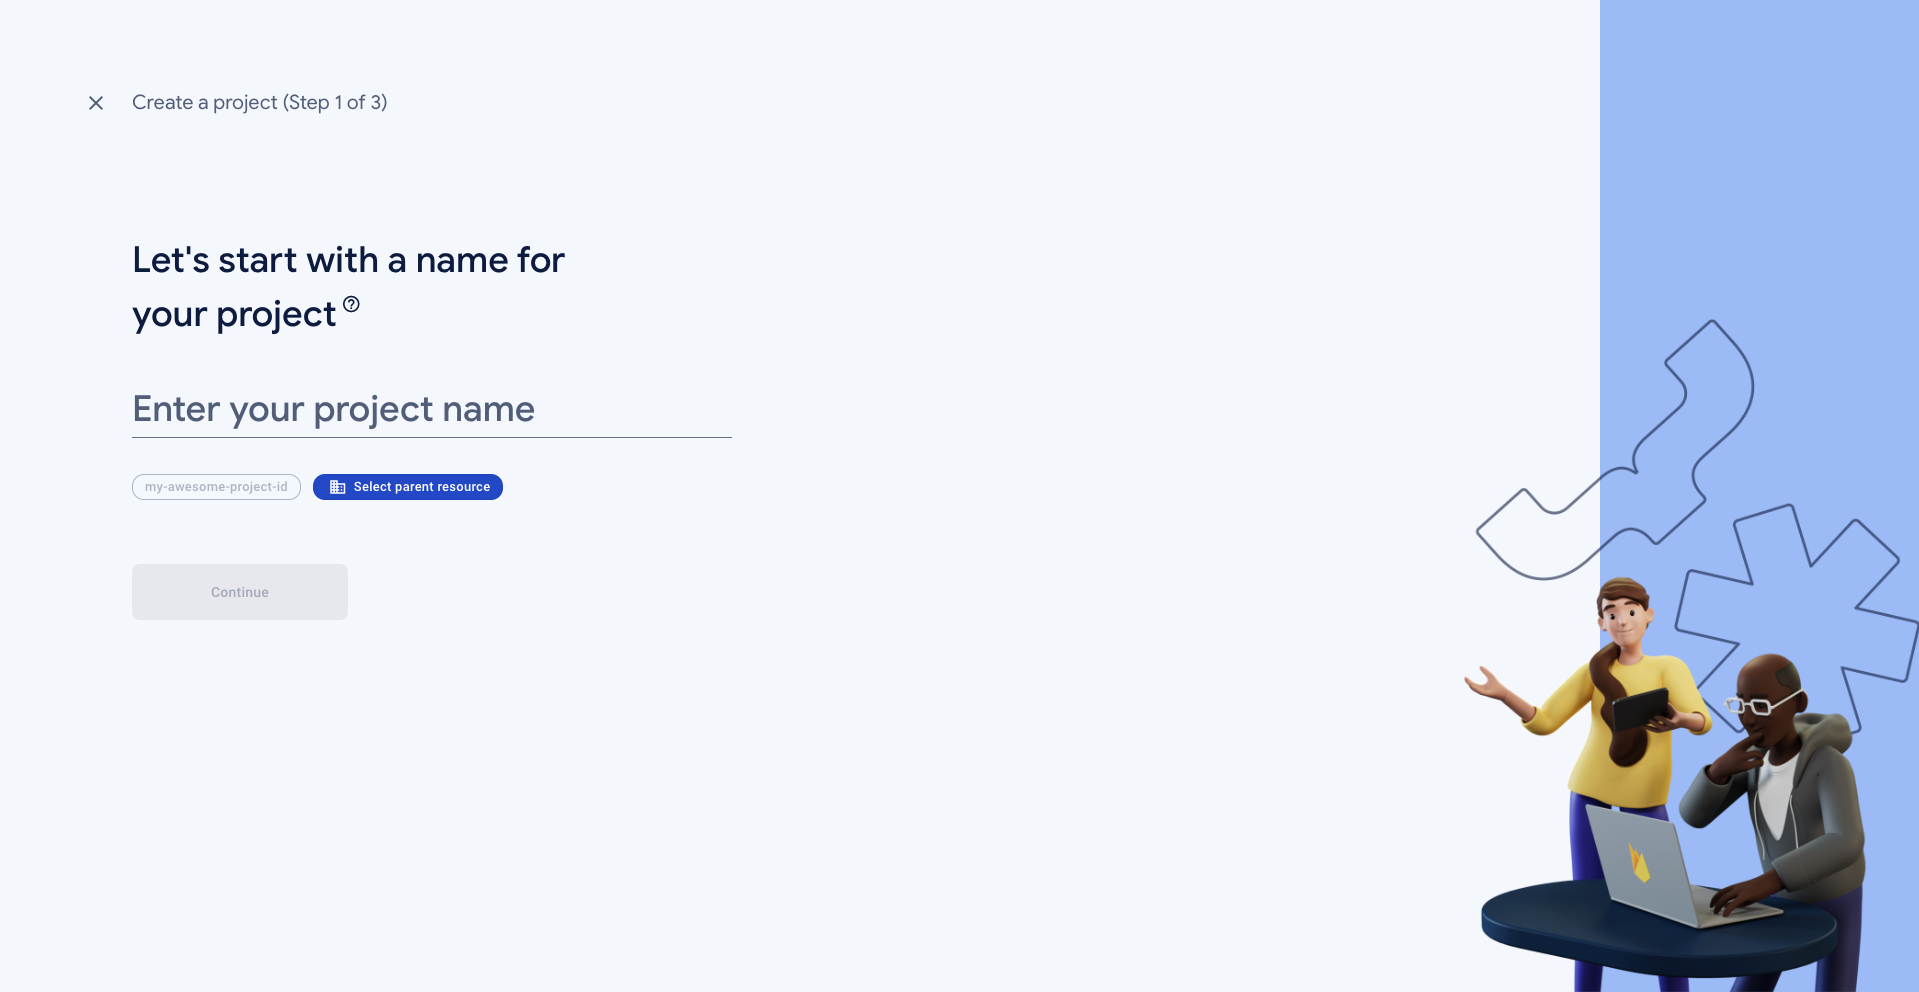 Create a project (Step 1 of 3)
Let's start with a name for
your project
Enter your project name
my-awesome-project-id
Select parent resource
Continue